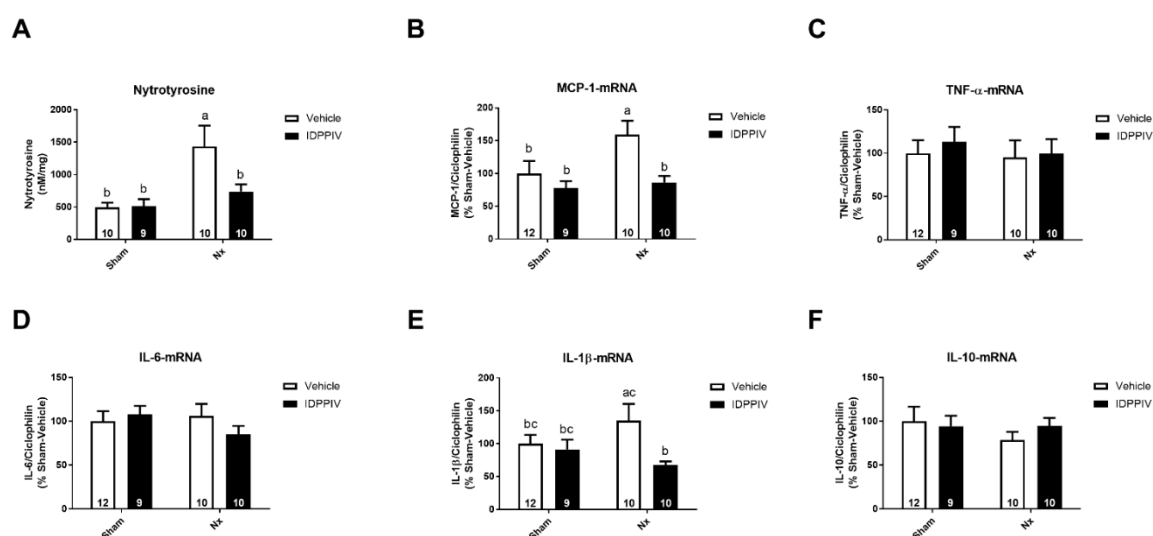 A
Nytrotyrosine
Nytrotyrosine
(nM/mg)
2000
1500
1000
500
0
b
b
a
b
10
9
10
10
Sham
Nx
Vehicle
IDPPIV
B
MCP-1-mRNA
MCP-1/Ciclophilin
(% Sham-Vehicle)
200
150
100
50
0
b
b
a
b
12
9
10
10
Sham
Nx
Vehicle
IDPPIV
C
TNF-α-mRNA
TNF-α/Ciclophilin
(% Sham-Vehicle)
150
100
50
0
12
9
10
10
Sham
Nx
Vehicle
IDPPIV
D
IL-6-mRNA
IL-6/Ciclophilin
(% Sham-Vehicle)
150
100
50
0
12
9
10
10
Sham
Nx
Vehicle
IDPPIV
E
IL-1β-mRNA
IL-1β/Ciclophilin
(% Sham-Vehicle)
200
150
100
50
0
bc
bc
ac
b
12
9
10
10
Sham
Nx
Vehicle
IDPPIV
F
IL-10-mRNA
IL-10/Ciclophilin
(% Sham-Vehicle)
150
100
50
0
12
9
10
10
Sham
Nx
Vehicle
IDPPIV